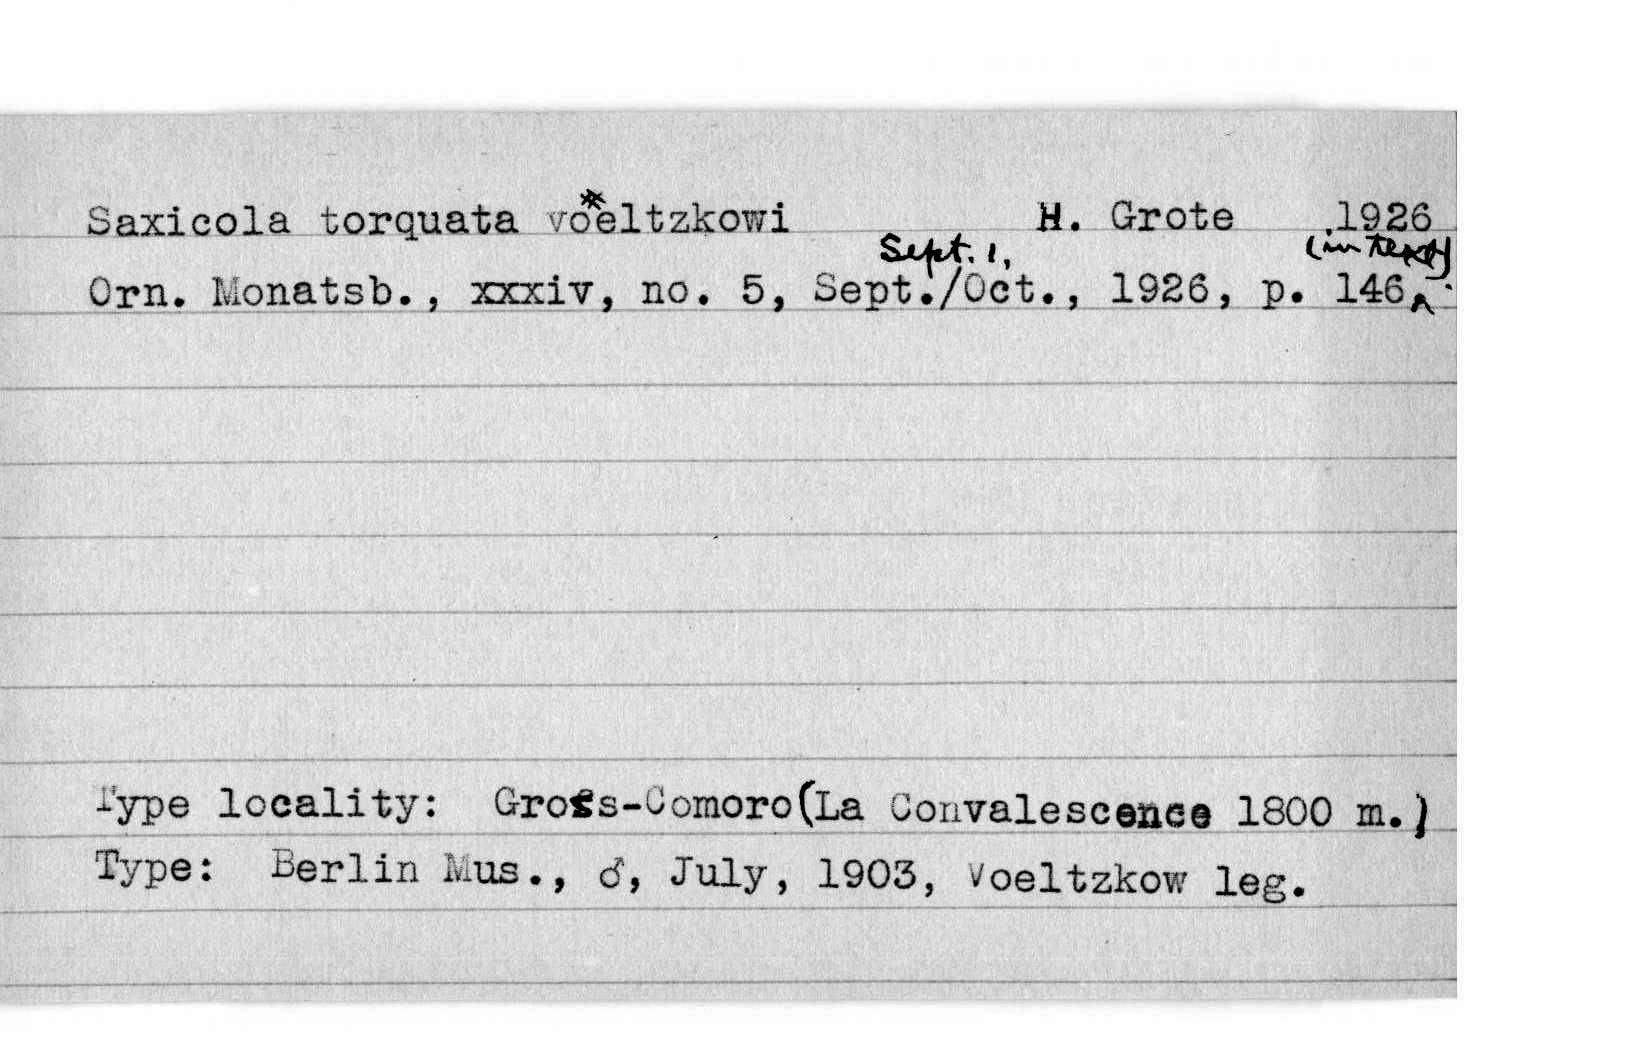 Saxicola torquata voeltzkowi H. Grote 1926
Sept. 1, (in text)
Orn. Monatsb., xxxiv, no. 5, Sept./Oct., 1926, p. 146.
Type locality: Gross-Comoro(La Convalescence 1800 m.)
Type: Berlin Mus., ♂, July, 1903, Voeltzkow leg.